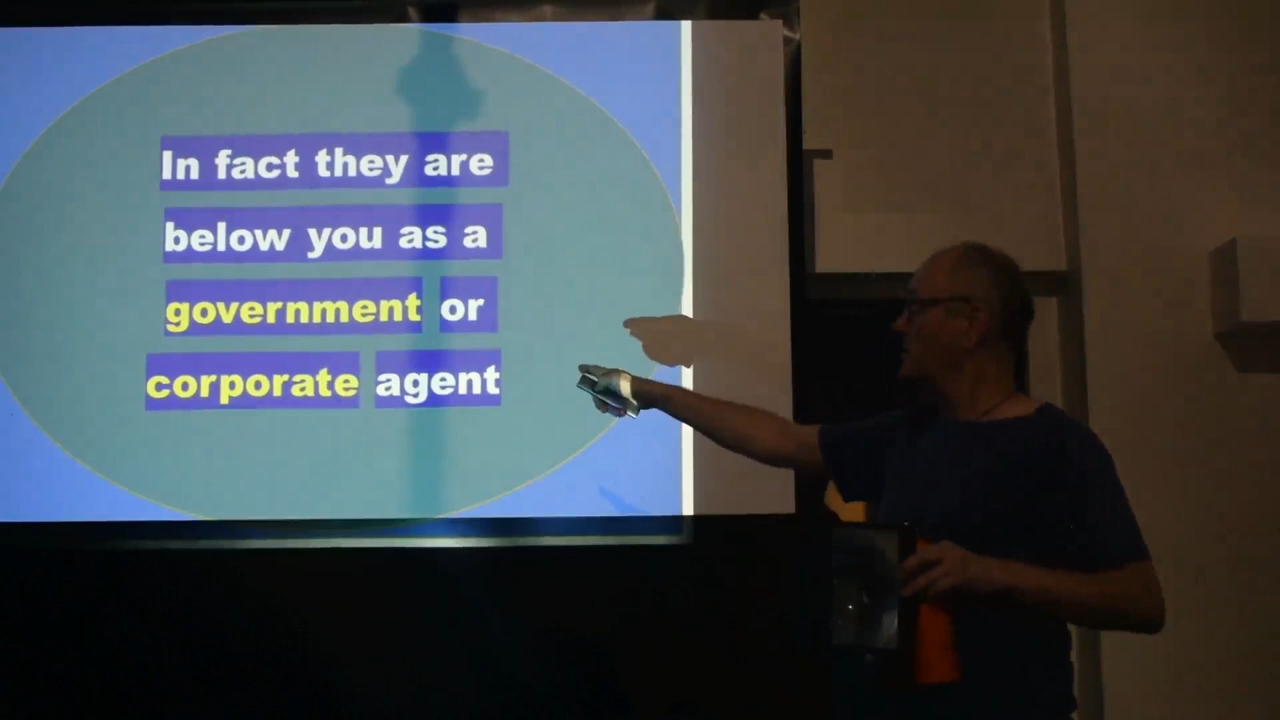 In fact they are
below you as a
government or
corporate agent